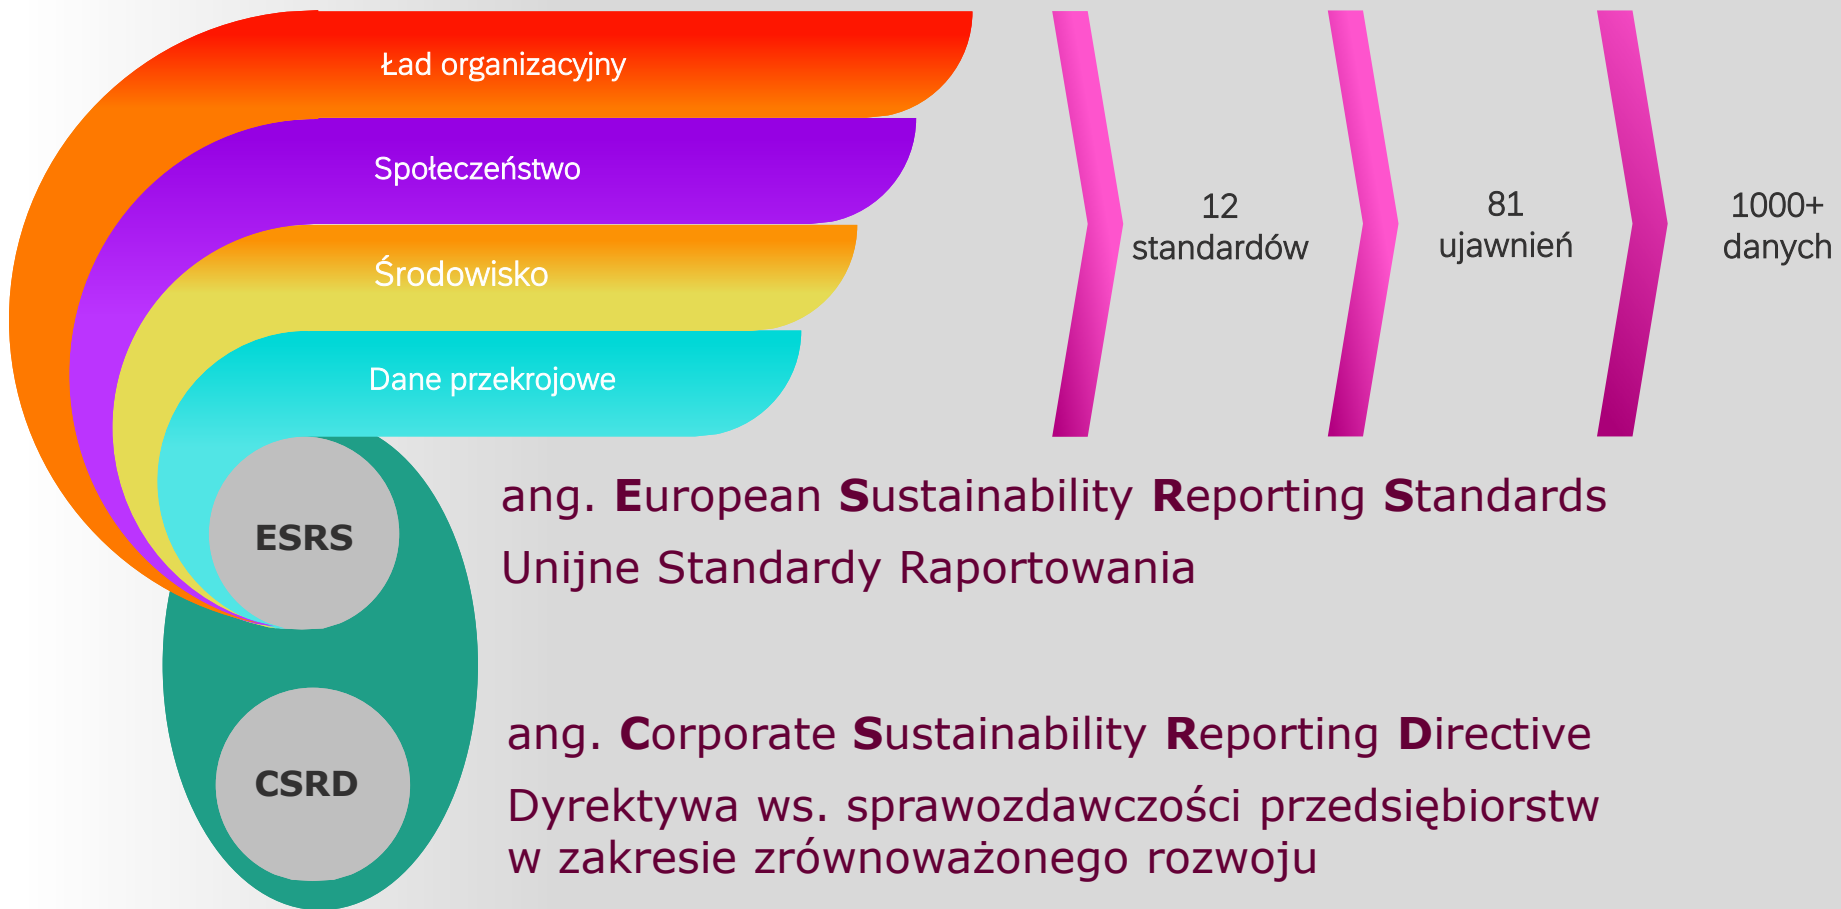 Ład organizacyjny
Społeczeństwo
Środowisko
Dane przekrojowe
12
standardów
81
ujawnień
1000+
danych
ESRS
ang. European Sustainability Reporting Standards
Unijne Standardy Raportowania
CSRD
ang. Corporate Sustainability Reporting Directive
Dyrektywa ws. sprawozdawczości przedsiębiorstw
w zakresie zrównoważonego rozwoju